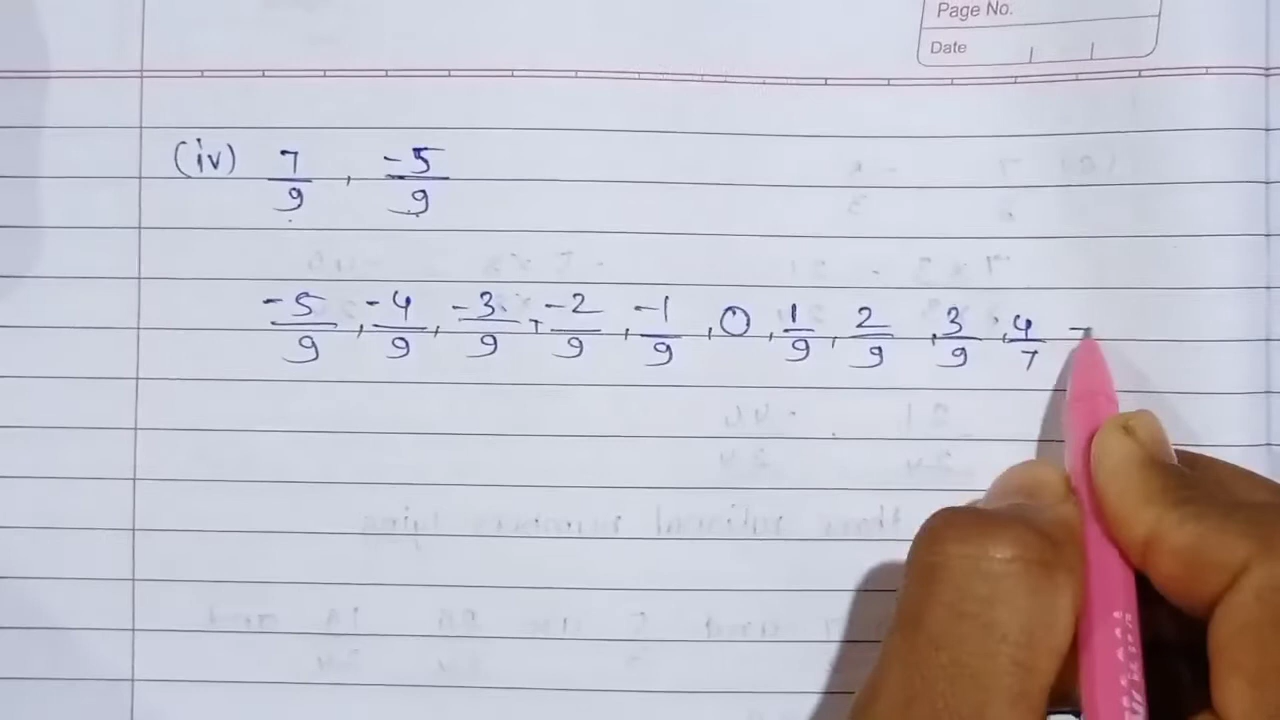 Page No.
Date
(iv) 7/9 , -5/9
-5/9 , -4/9 , -3/9 , -2/9 , -1/9 , 0 , 1/9 , 2/9 , 3/9 , 4/7